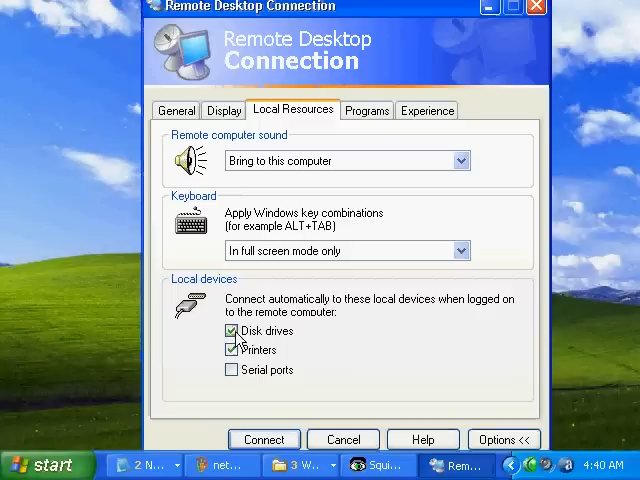 Remote Desktop Connection
Remote Desktop
Connection
General Display Local Resources Programs Experience
Remote computer sound
Bring to this computer
Keyboard
Apply Windows key combinations
(for example ALT+TAB)
In full screen mode only
Local devices
Connect automatically to these local devices when logged on
to the remote computer:
Disk drives
Printers
Serial ports
Connect Cancel Help Options <<
start 2 N... net... 3 W... Squi... Rem... 4:40 AM